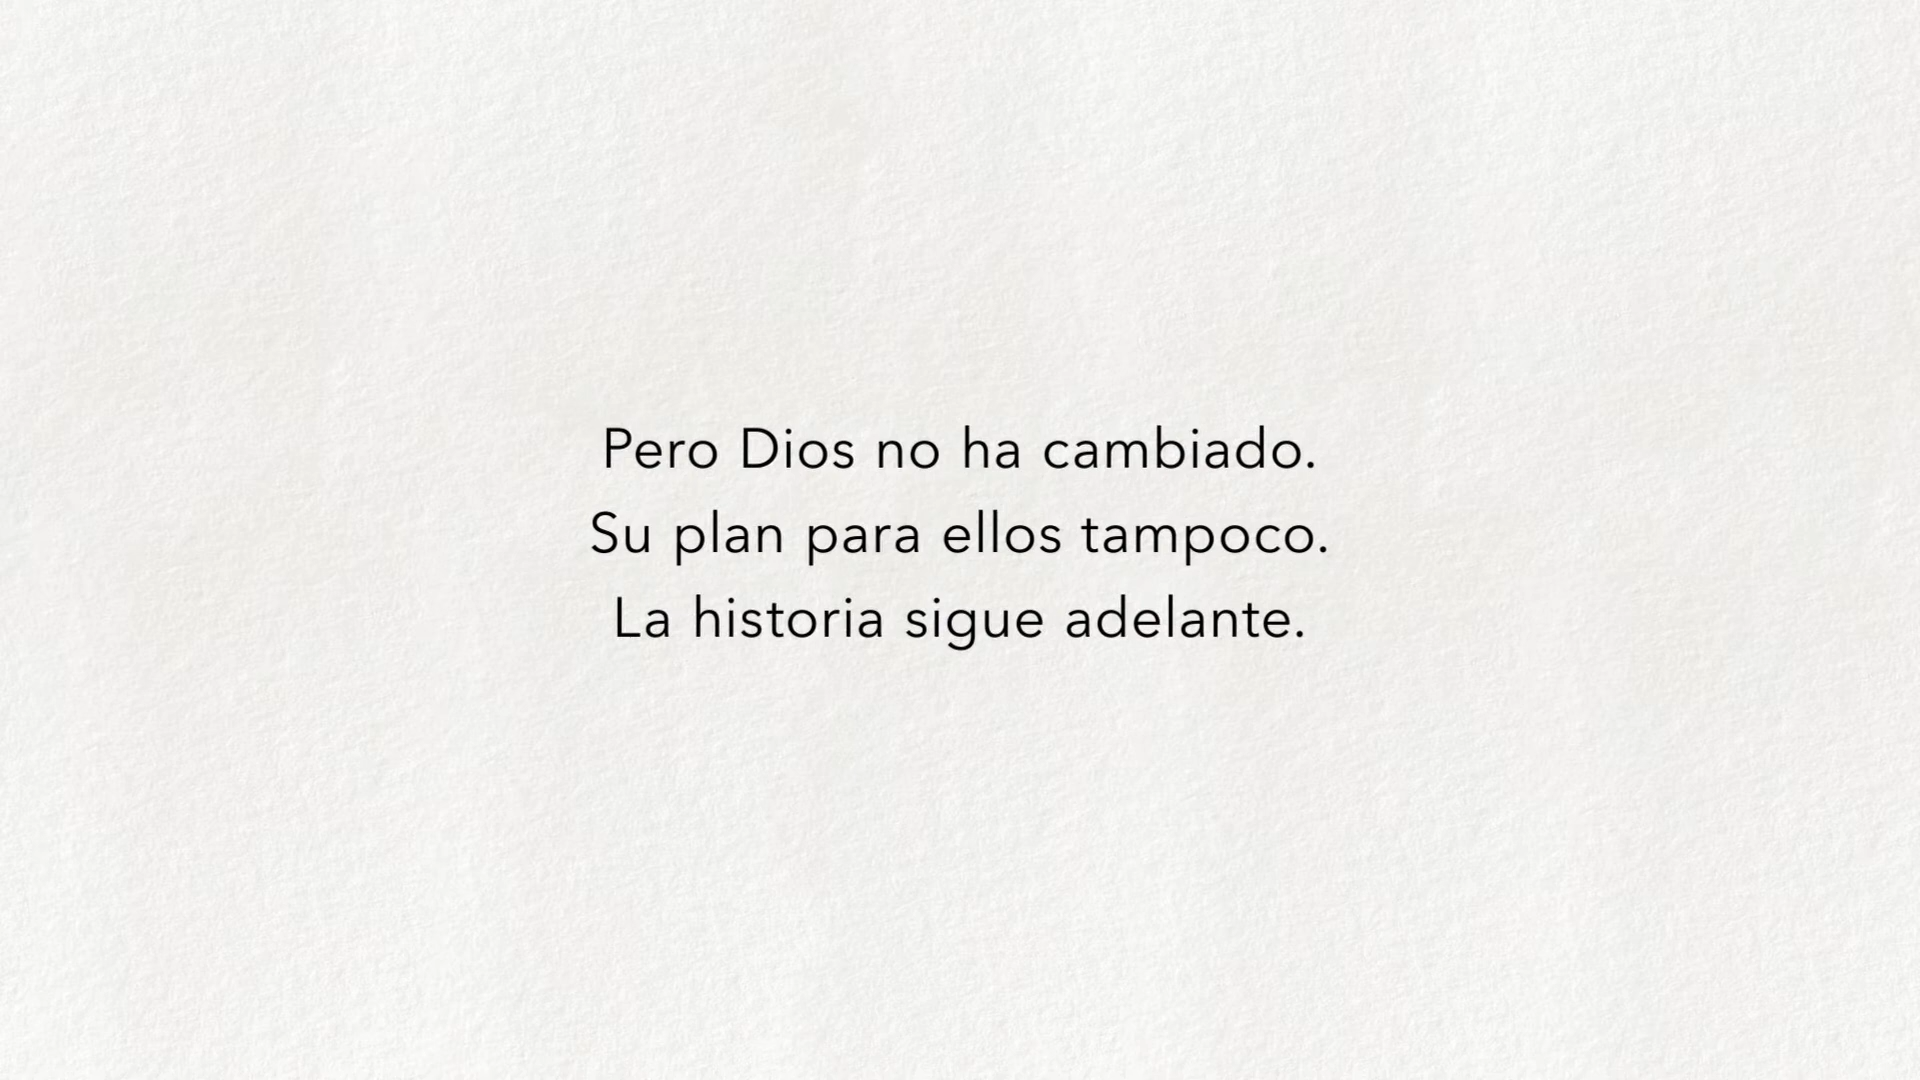 Pero Dios no ha cambiado.
Su plan para ellos tampoco.
La historia sigue adelante.